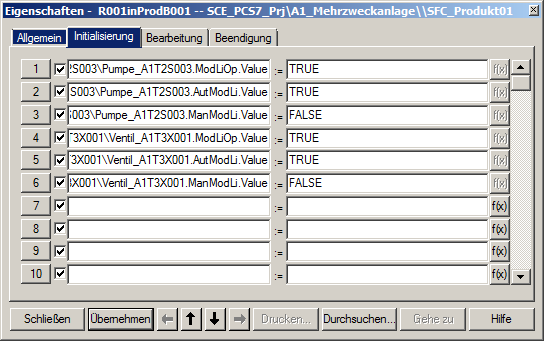 Eigenschaften - R001inProdB001 -- SCE_PCS7_Prj\A1_Mehrzweckanlage\\SFC_Produkt01
Allgemein Initialisierung Bearbeitung Beendigung
1 2S003\Pumpe_A1T2S003.ModLiOp.Value := TRUE f(x)
2 !S003\Pumpe_A1T2S003.AutModLi.Value := TRUE f(x)
3 S003\Pumpe_A1T2S003.ManModLi.Value := FALSE f(x)
4 T3X001\Ventil_A1T3X001.ModLiOp.Value := TRUE f(x)
5 3X001\Ventil_A1T3X001.AutModLi.Value := TRUE f(x)
6 3X001\Ventil_A1T3X001.ManModLi.Value := FALSE f(x)
7 := f(x)
8 := f(x)
9 := f(x)
10 := f(x)
Schließen Übernehmen Drucken... Durchsuchen... Gehe zu Hilfe